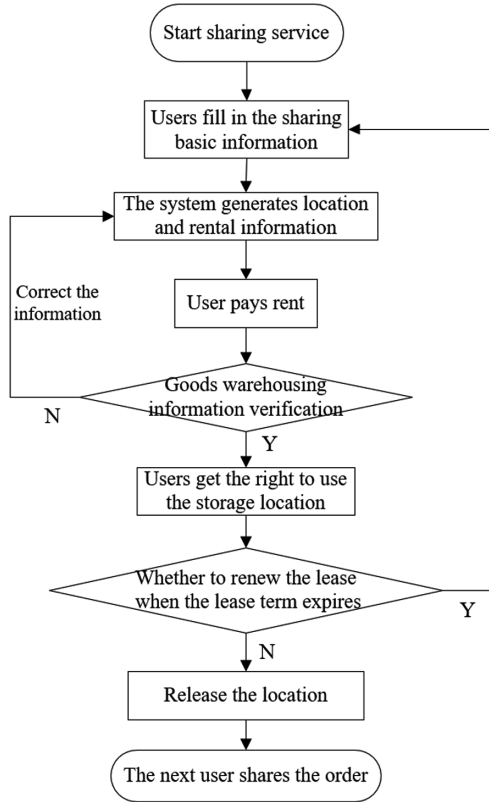 Start sharing service
Users fill in the sharing
basic information
The system generates location
and rental information
Correct the
information
User pays rent
Goods warehousing
information verification
N
Y
Users get the right to use
the storage location
Whether to renew the lease
when the lease term expires
Y
N
Release the location
The next user shares the order